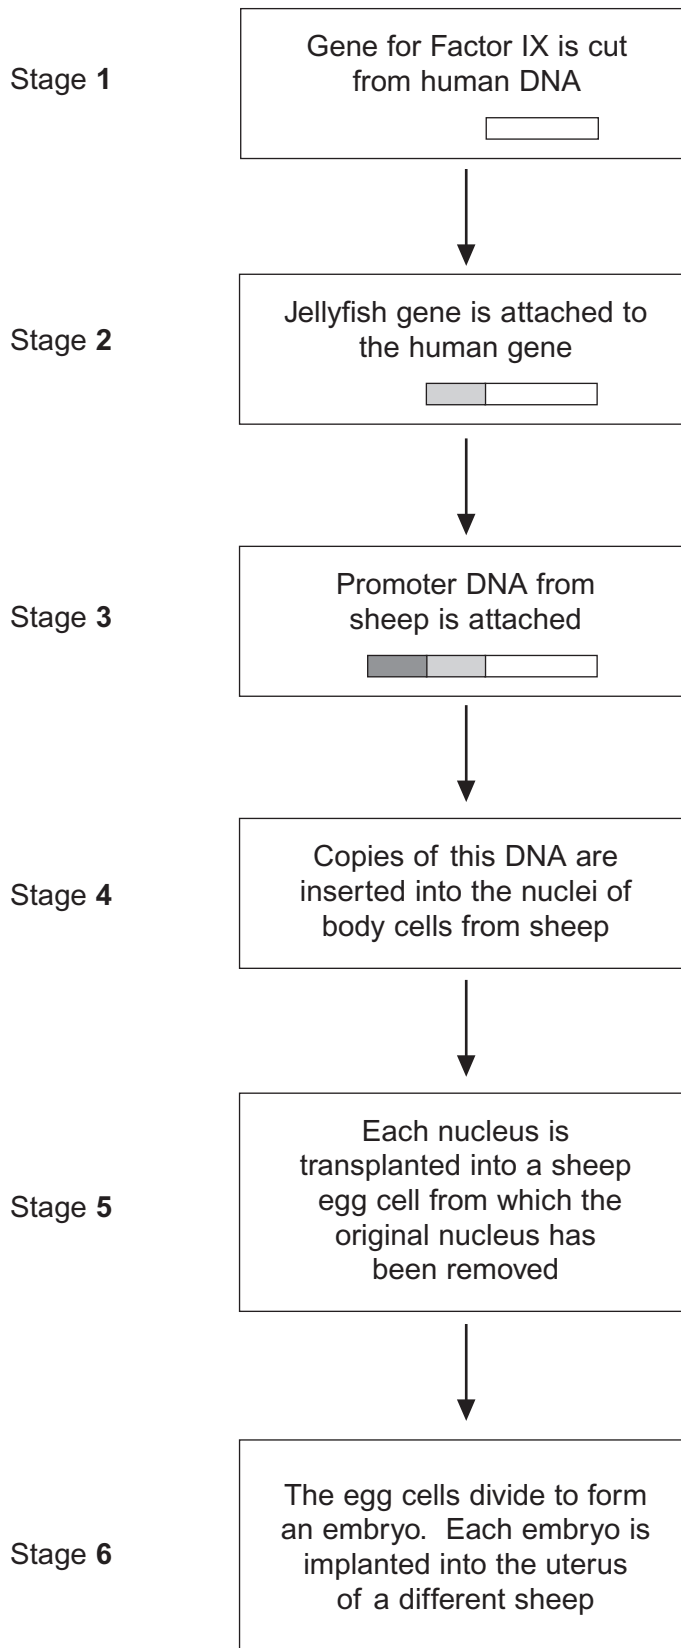 Stage 1
Gene for Factor IX is cut
from human DNA
Stage 2
Jellyfish gene is attached to
the human gene
Stage 3
Promoter DNA from
sheep is attached
Stage 4
Copies of this DNA are
inserted into the nuclei of
body cells from sheep
Stage 5
Each nucleus is
transplanted into a sheep
egg cell from which the
original nucleus has
been removed
Stage 6
The egg cells divide to form
an embryo. Each embryo is
implanted into the uterus
of a different sheep